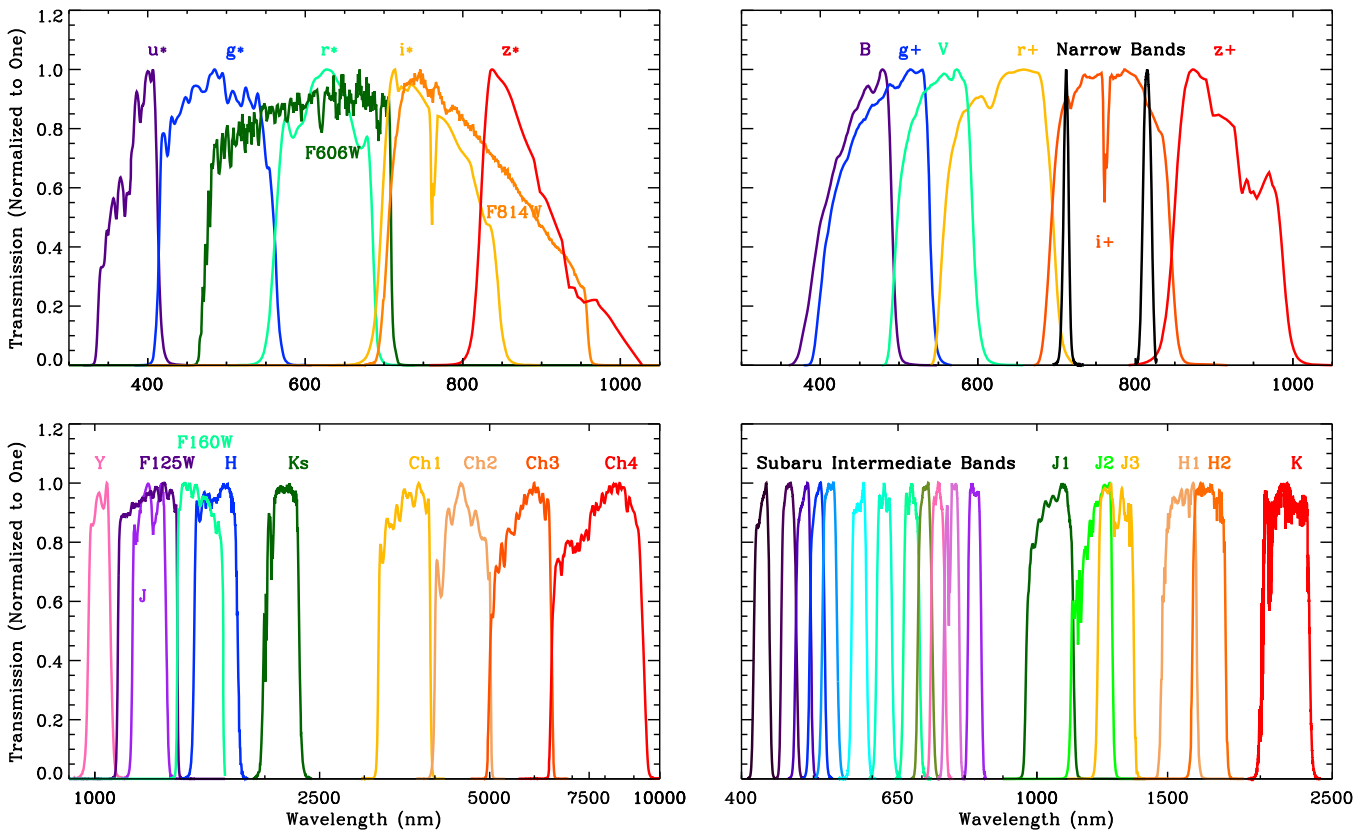 1.2
1.0
0.8
0.6
0.4
0.2
0.0
Transmission (Normalized to One)
u* g* r* i* z*
F606W
F814W
400 600 800 1000
B g+ V r+ Narrow Bands z+
i+
400 600 800 1000
1.2
1.0
0.8
0.6
0.4
0.2
0.0
Transmission (Normalized to One)
F160W
Y F125W H Ks Ch1 Ch2 Ch3 Ch4
J
1000 2500 5000 7500 10000
Wavelength (nm)
Subaru Intermediate Bands J1 J2 J3 H1 H2 K
400 650 1000 1500 2500
Wavelength (nm)